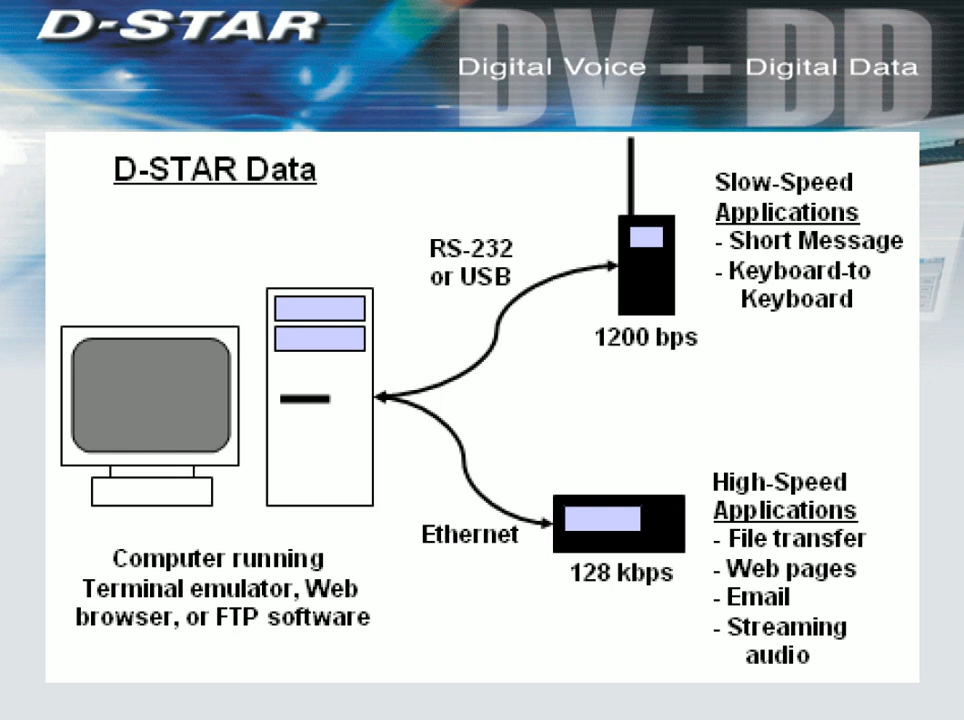 D-STAR
DV + DD
Digital Voice — Digital Data
D-STAR Data
RS-232
or USB
Slow-Speed
Applications
- Short Message
- Keyboard-to
Keyboard
1200 bps
Ethernet
128 kbps
High-Speed
Applications
- File transfer
- Web pages
- Email
- Streaming
audio
Computer running
Terminal emulator, Web
browser, or FTP software